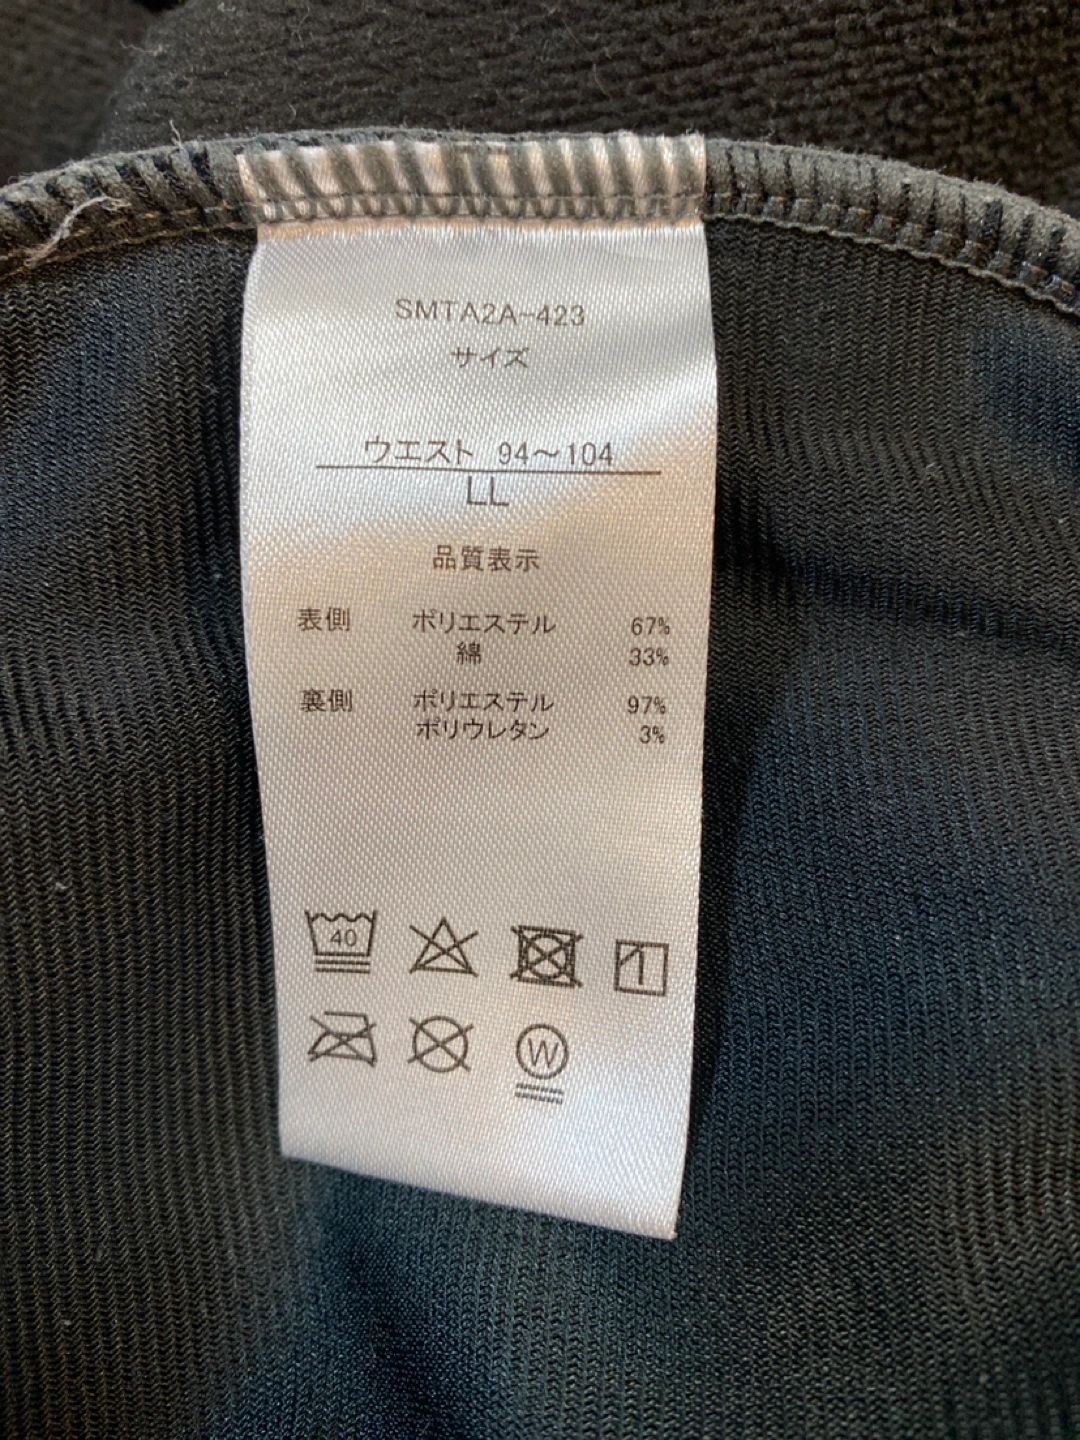 SMTA2A-423
サイズ
ウエスト 94～104
LL
品質表示
表側 ポリエステル 67%
綿 33%
裏側 ポリエステル 97%
ポリウレタン 3%
40
1
W